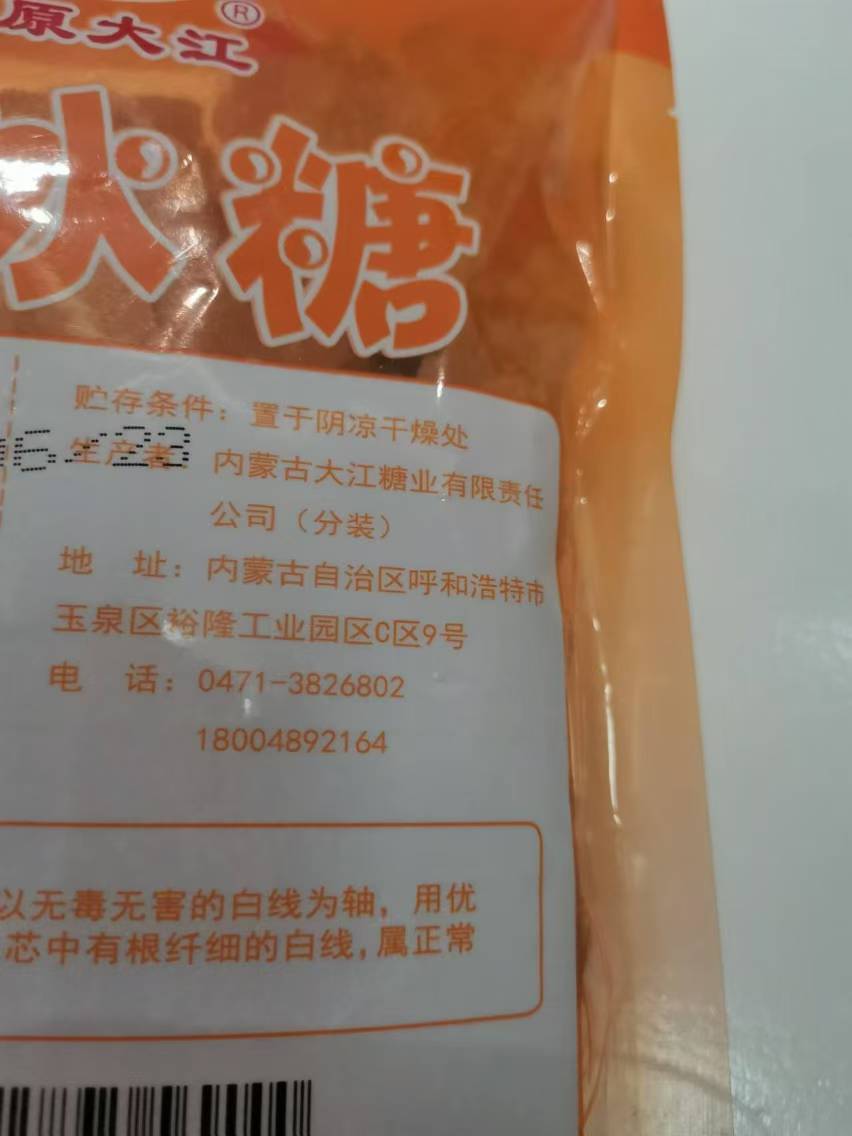 原大江®
冰糖
贮存条件：置于阴凉干燥处
生产者：内蒙古大江糖业有限责任
公司（分装）
地 址：内蒙古自治区呼和浩特市
玉泉区裕隆工业园区C区9号
电 话：0471-3826802
18004892164
以无毒无害的白线为轴，用优
芯中有根纤细的白线,属正常